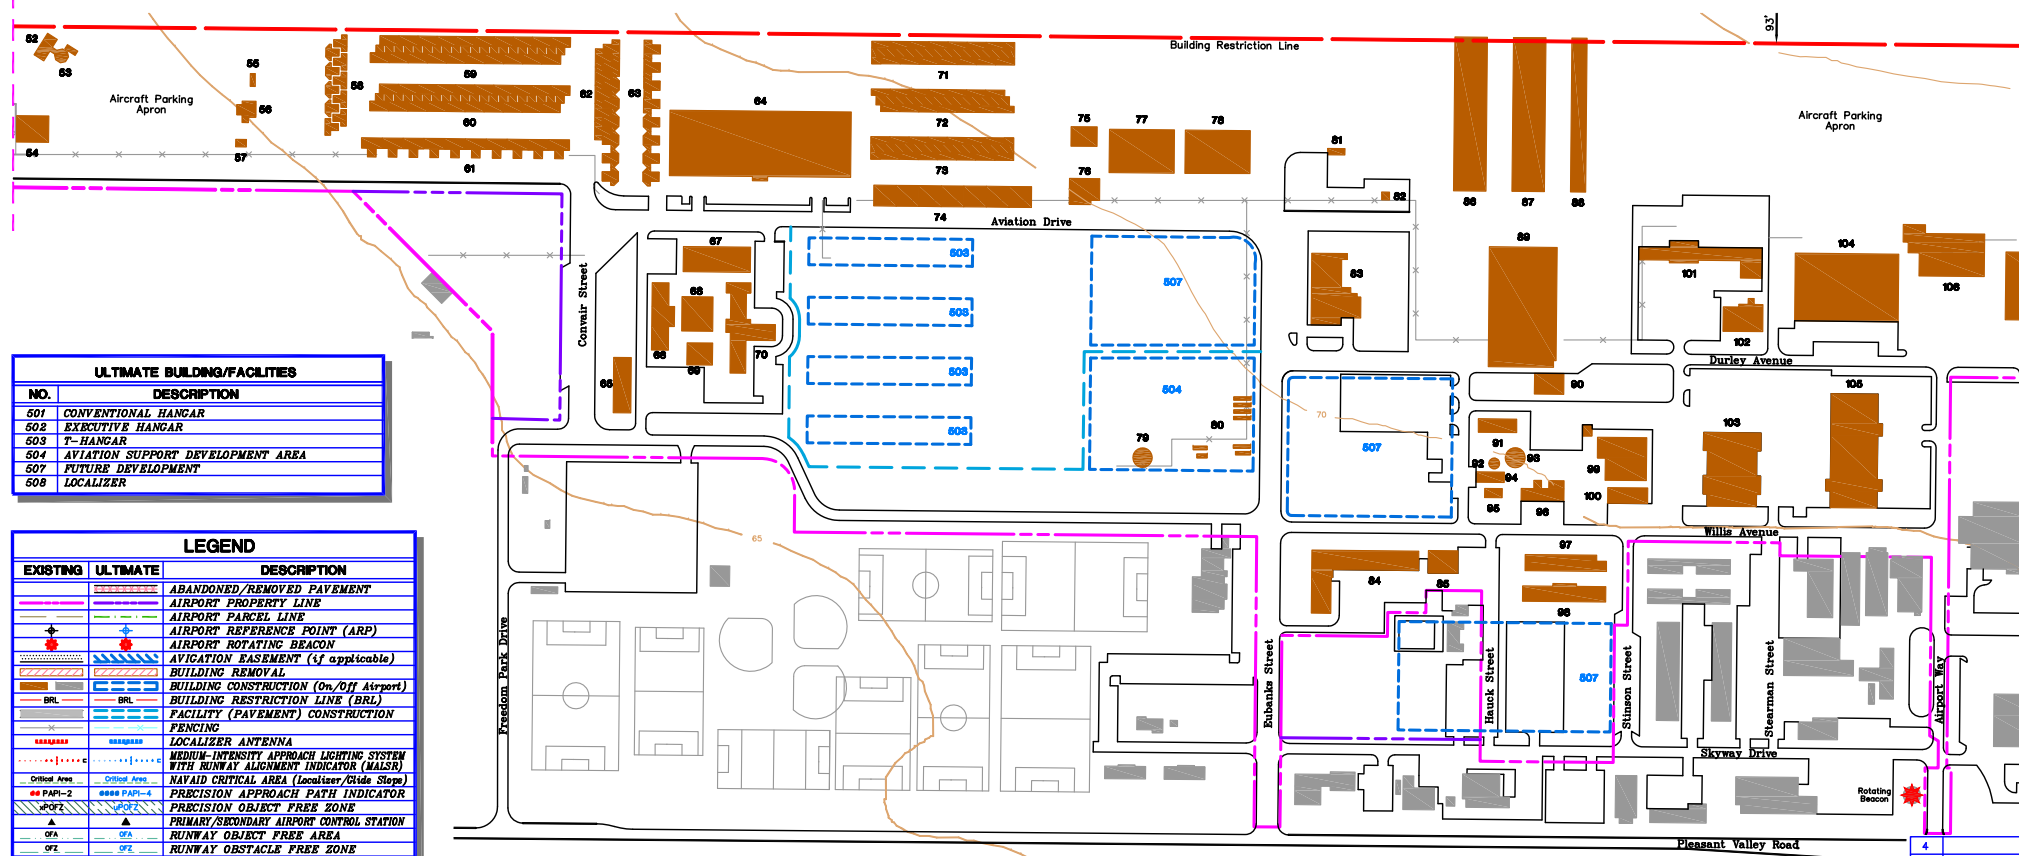 93'
Building Restriction Line
52
53
54
55
56
57
58
59
60
61
62
63
64
71
72
73
74
75
76
77
78
81
82
86
87
88
Aircraft Parking
Apron
Aircraft Parking
Apron
Aviation Drive
Convair Street
65
67
68
68
69
70
503
503
503
503
507
504
79
80
83
89
101
102
104
106
Durley Avenue
90
70
507
91
92
93
94
95
96
99
100
103
105
Willis Avenue
65
84
85
97
98
507
Freedom Park Drive
Eubanks Street
Hauck Street
Stinson Street
Stearman Street
Airport Way
Skyway Drive
Rotating
Beacon
Pleasant Valley Road
4
ULTIMATE BUILDING/FACILITIES
NO. DESCRIPTION
501 CONVENTIONAL HANGAR
502 EXECUTIVE HANGAR
503 T-HANGAR
504 AVIATION SUPPORT DEVELOPMENT AREA
507 FUTURE DEVELOPMENT
508 LOCALIZER
LEGEND
EXISTING ULTIMATE DESCRIPTION
ABANDONED/REMOVED PAVEMENT
AIRPORT PROPERTY LINE
AIRPORT PARCEL LINE
AIRPORT REFERENCE POINT (ARP)
AIRPORT ROTATING BEACON
AVIGATION EASEMENT (if applicable)
BUILDING REMOVAL
BUILDING CONSTRUCTION (On/Off Airport)
BRL BRL BUILDING RESTRICTION LINE (BRL)
FACILITY (PAVEMENT) CONSTRUCTION
FENCING
LOCALIZER ANTENNA
MEDIUM-INTENSITY APPROACH LIGHTING SYSTEM
WITH RUNWAY ALIGNMENT INDICATOR (MALSR)
Critical Area Critical Area NAVAID CRITICAL AREA (Localizer/Glide Slope)
PAPI-2 PAPI-4 PRECISION APPROACH PATH INDICATOR
xPOFZ uPOFZ PRECISION OBJECT FREE ZONE
PRIMARY/SECONDARY AIRPORT CONTROL STATION
OFA OFA RUNWAY OBJECT FREE AREA
OFZ OFZ RUNWAY OBSTACLE FREE ZONE